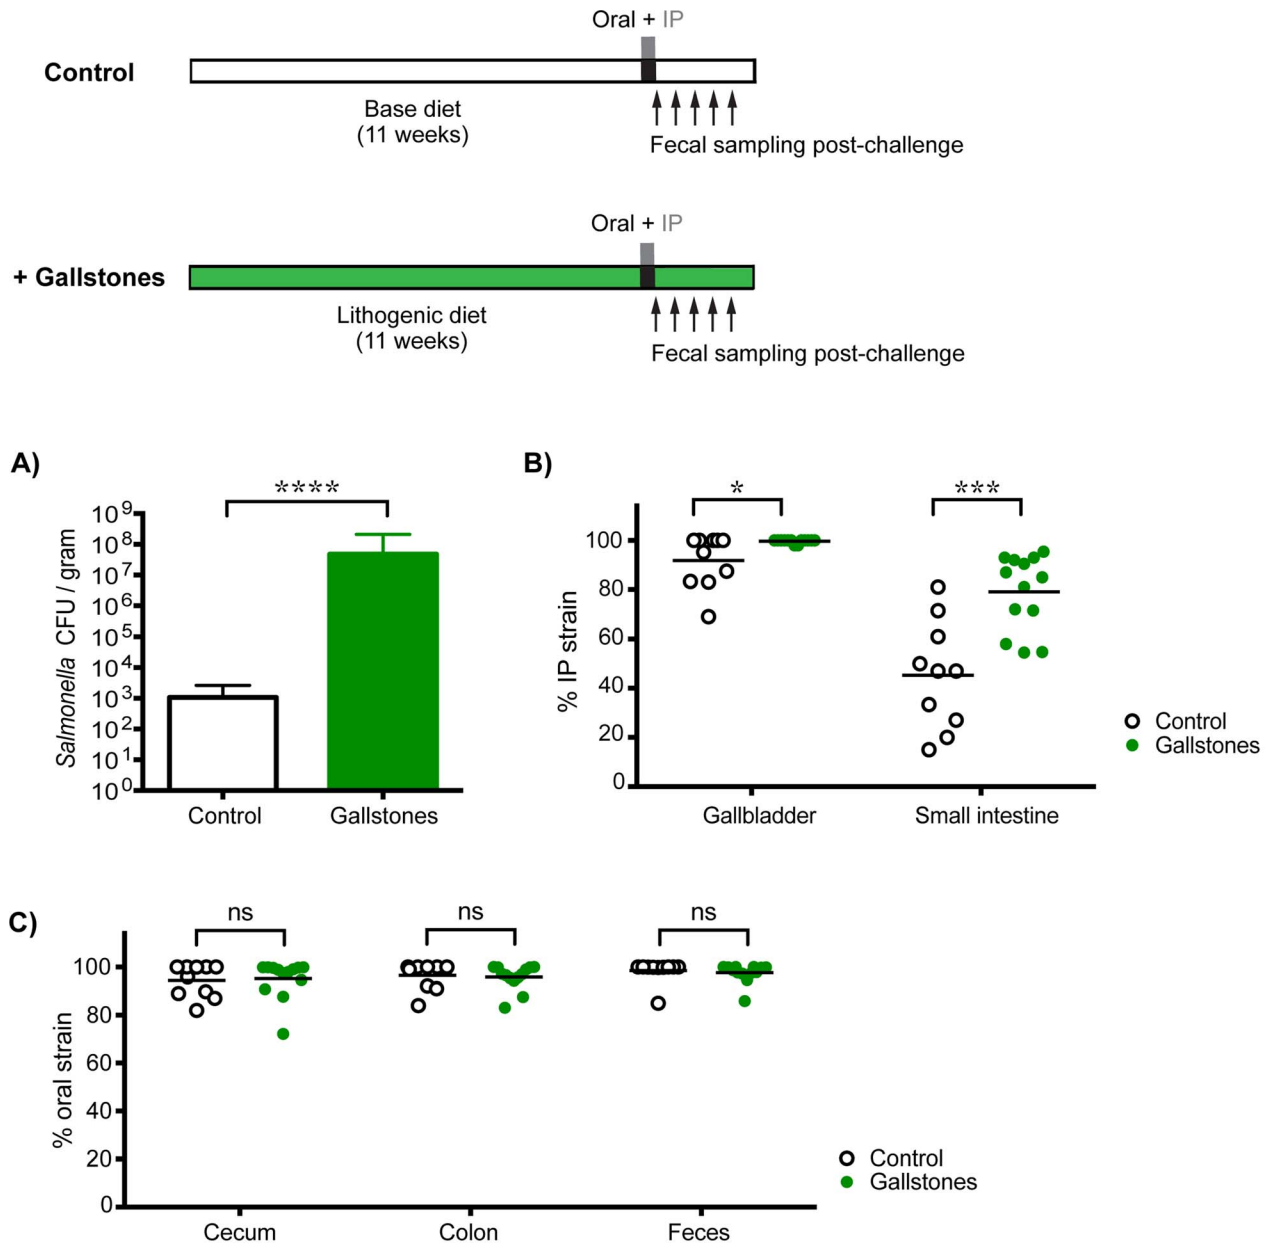 Oral + IP
Control
Base diet
(11 weeks)
Fecal sampling post-challenge
Oral + IP
+ Gallstones
Lithogenic diet
(11 weeks)
Fecal sampling post-challenge
A)
****
Salmonella CFU / gram
10⁹
10⁸
10⁷
10⁶
10⁵
10⁴
10³
10²
10¹
10⁰
Control
Gallstones
B)
*
***
% IP strain
100
80
60
40
20
0
Gallbladder
Small intestine
Control
Gallstones
C)
ns
ns
ns
% oral strain
100
80
60
40
20
0
Cecum
Colon
Feces
Control
Gallstones